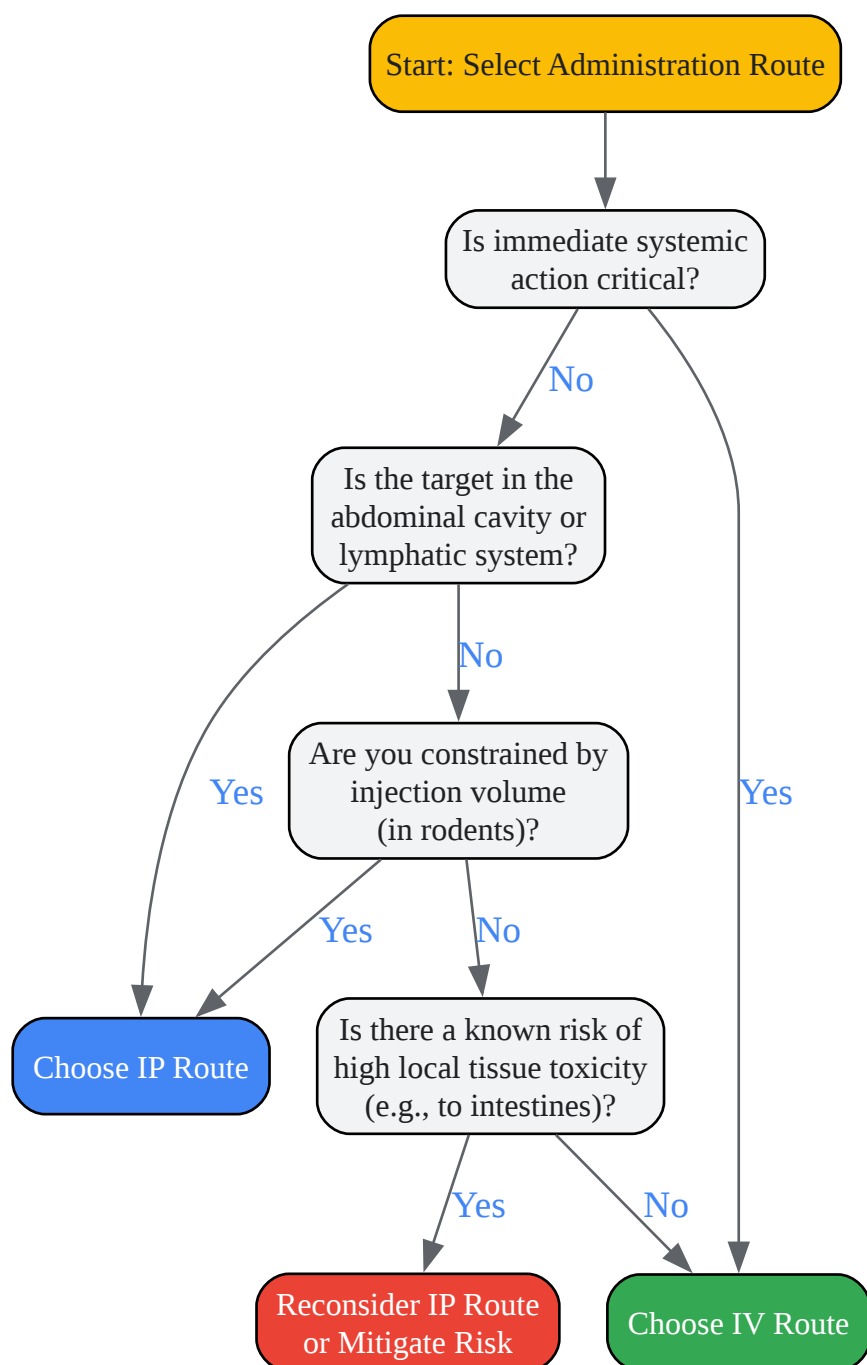 Start: Select Administration Route
Is immediate systemic
action critical?
No
Is the target in the
abdominal cavity or
lymphatic system?
No
Are you constrained by
injection volume
(in rodents)?
Yes
Yes
Yes
No
Is there a known risk of
high local tissue toxicity
(e.g., to intestines)?
Choose IP Route
Yes
No
Reconsider IP Route
or Mitigate Risk
Choose IV Route